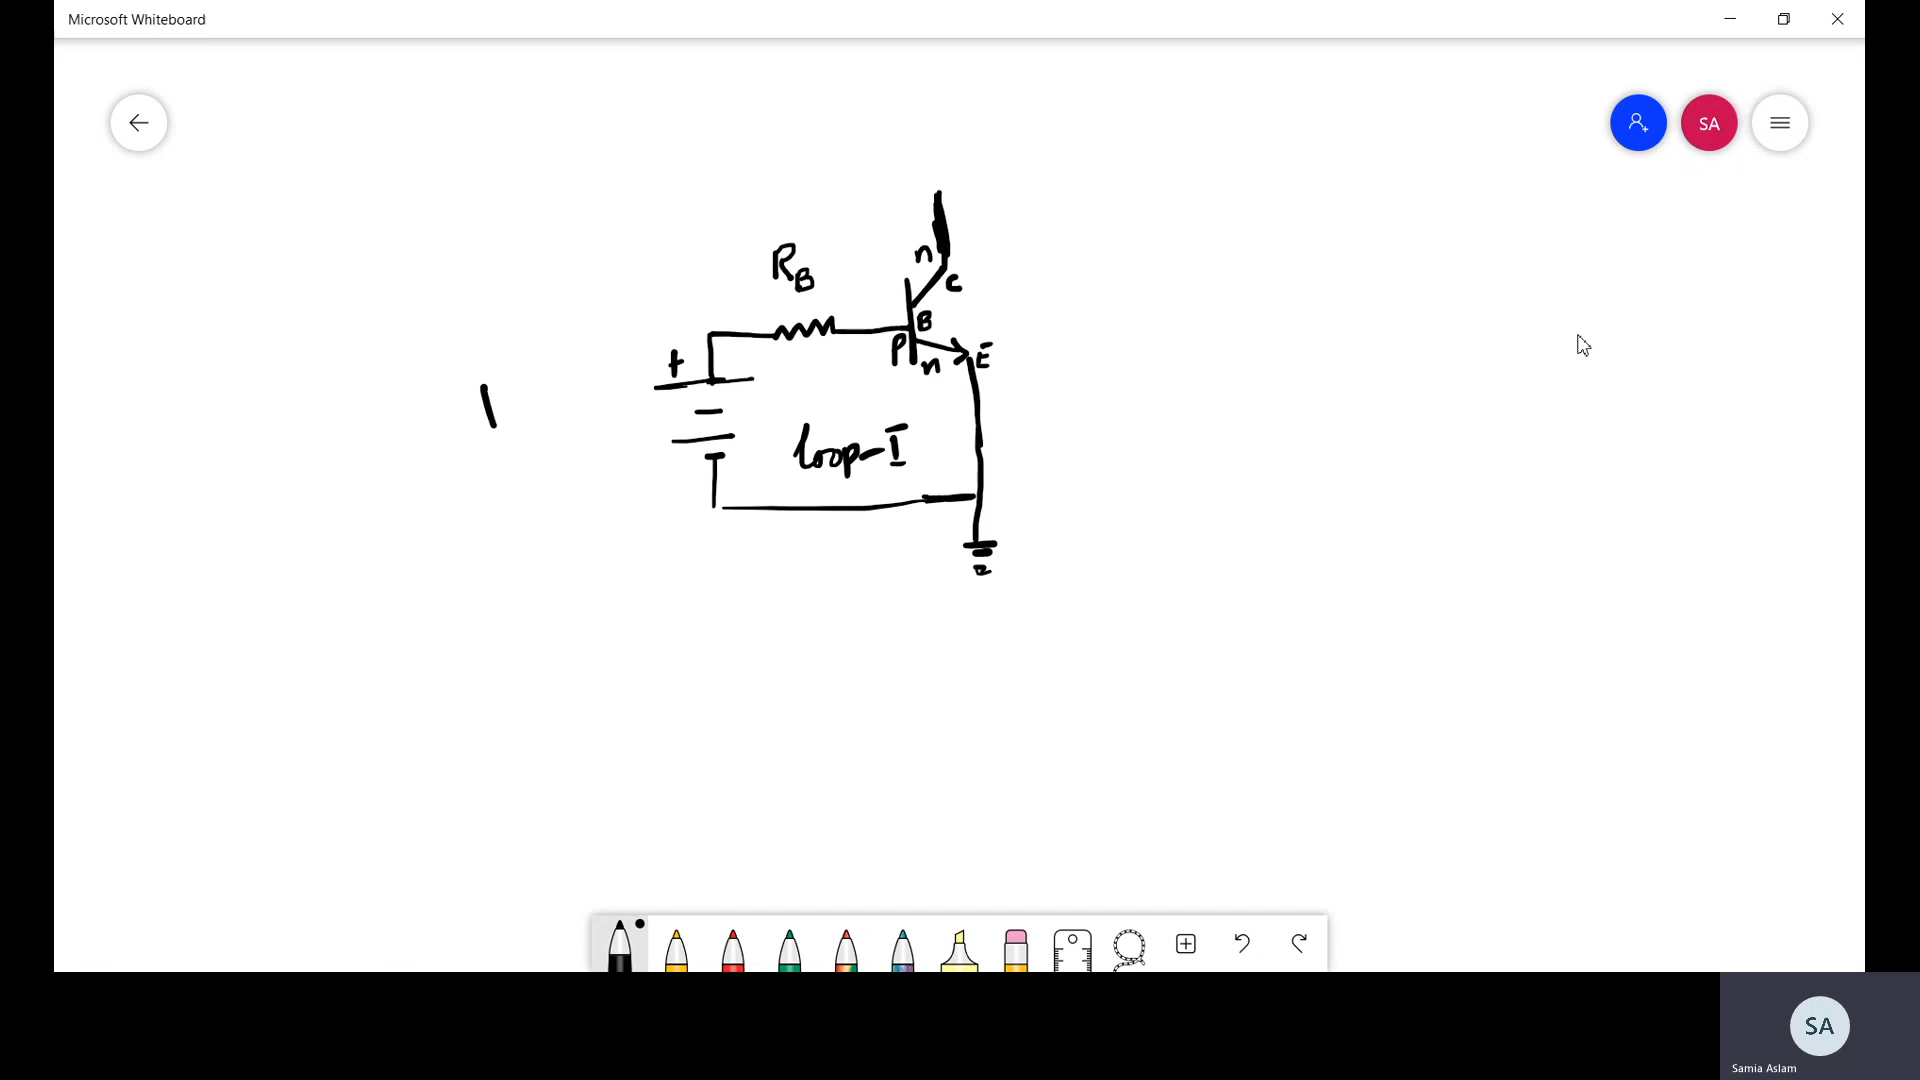 Microsoft Whiteboard
SA
n
R_B
C
B
+
P
n
E
\
loop-I
SA
Samia Aslam